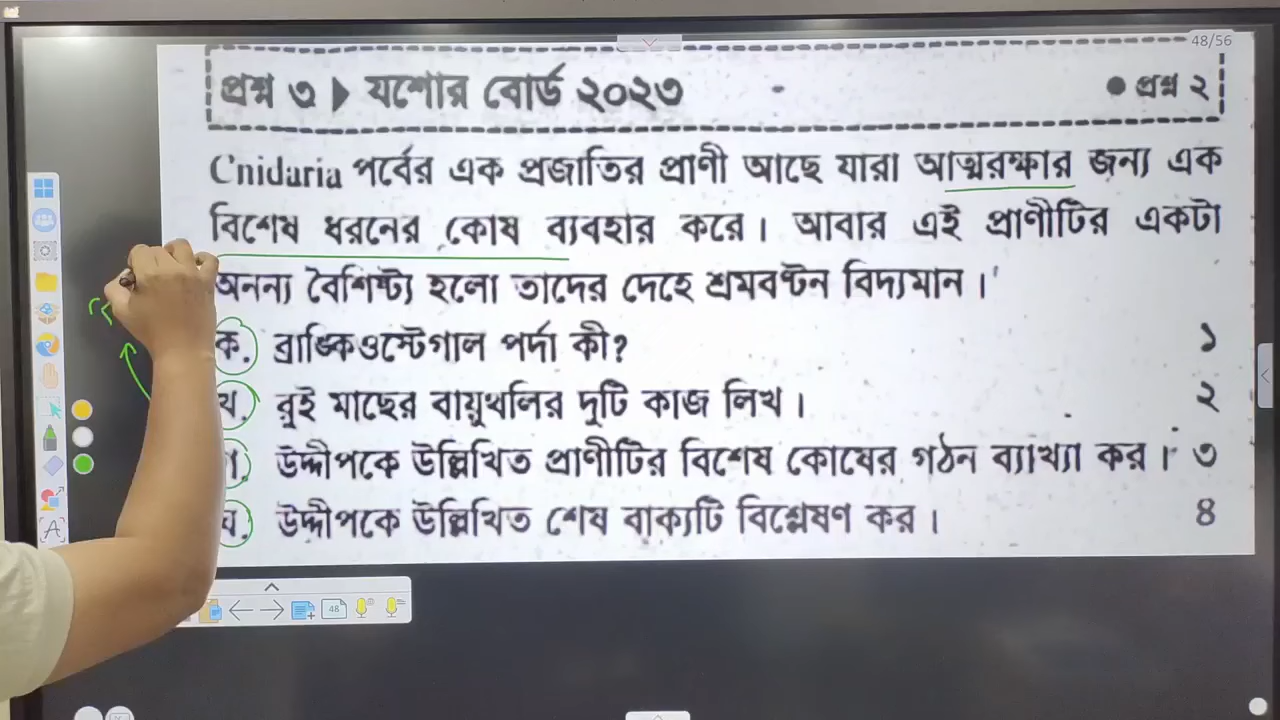 48/56
প্রশ্ন ৩ ▶ যশোর বোর্ড ২০২৩ ● প্রশ্ন ২
Cnidaria পর্বের এক প্রজাতির প্রাণী আছে যারা আত্মরক্ষার জন্য এক
বিশেষ ধরনের কোষ ব্যবহার করে। আবার এই প্রাণীটির একটা
অনন্য বৈশিষ্ট্য হলো তাদের দেহে শ্রমবণ্টন বিদ্যমান।
ক. ব্রাঙ্কিওস্টেগাল পর্দা কী? ১
খ. রুই মাছের বায়ুথলির দুটি কাজ লিখ। ২
গ. উদ্দীপকে উল্লিখিত প্রাণীটির বিশেষ কোষের গঠন ব্যাখ্যা কর। ৩
ঘ. উদ্দীপকে উল্লিখিত শেষ বাক্যটি বিশ্লেষণ কর। 8
48